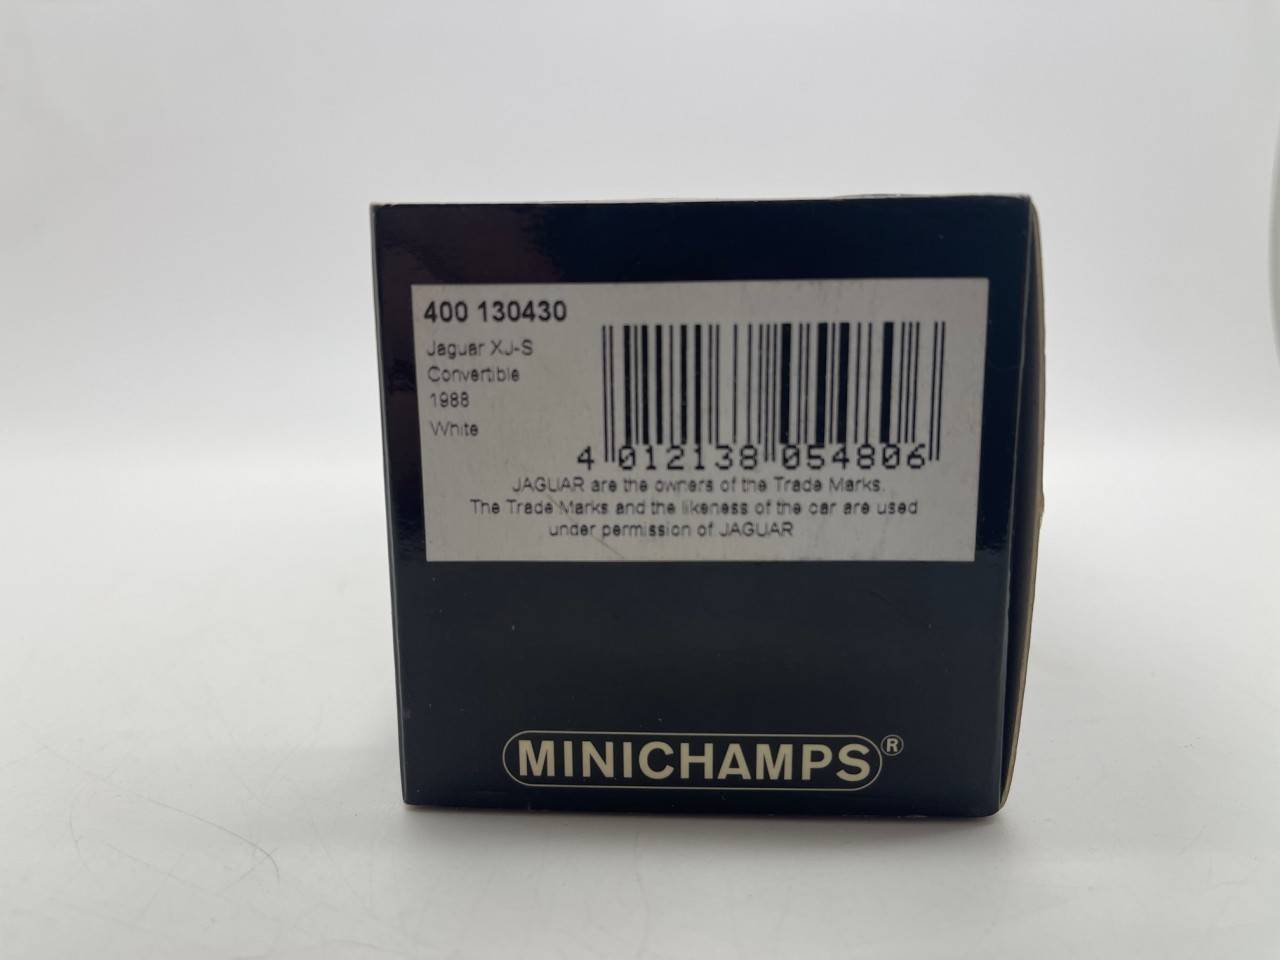 400 130430
Jaguar XJ-S
Convertible
1988
White
4 012138 054806
JAGUAR are the owners of the Trade Marks.
The Trade Marks and the likeness of the car are used
under permission of JAGUAR
MINICHAMPS®